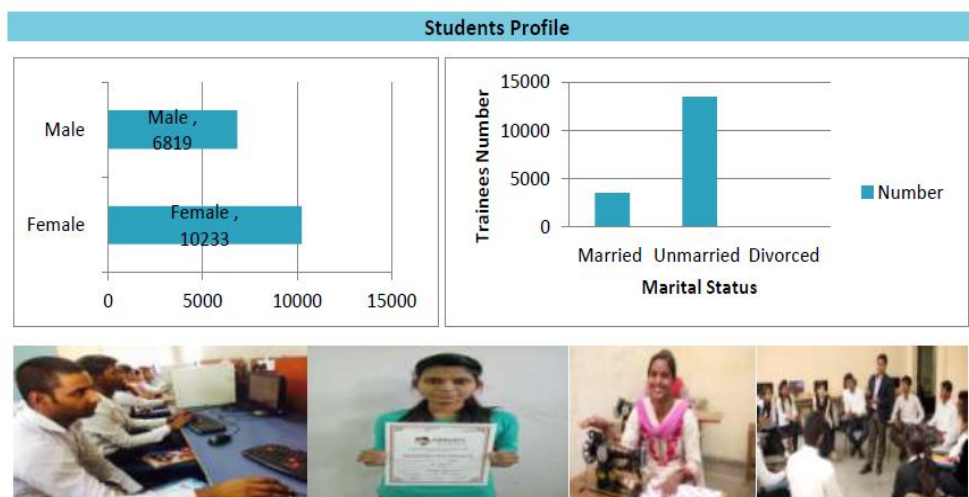 Students Profile
Male
Male ,
6819
Female
Female ,
10233
0 5000 10000 15000
Trainees Number
15000
10000
5000
0
Married Unmarried Divorced
Marital Status
Number